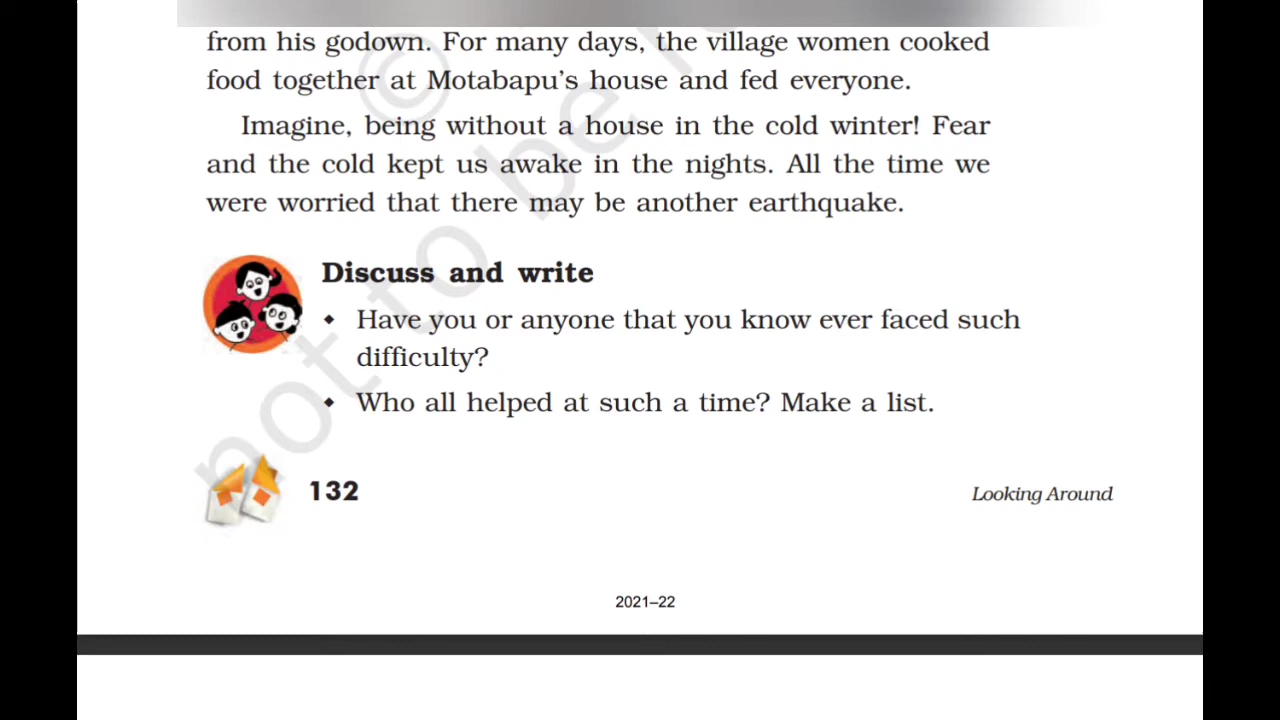 from his godown. For many days, the village women cooked
food together at Motabapu's house and fed everyone.
Imagine, being without a house in the cold winter! Fear
and the cold kept us awake in the nights. All the time we
were worried that there may be another earthquake.
Discuss and write
◆ Have you or anyone that you know ever faced such
difficulty?
◆ Who all helped at such a time? Make a list.
132
Looking Around
2021–22
©
not to be